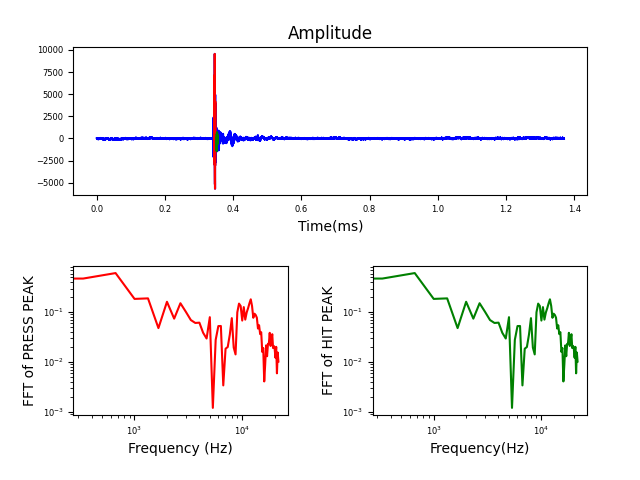 Amplitude
10000
7500
5000
2500
0
−2500
−5000
0.0 0.2 0.4 0.6 0.8 1.0 1.2 1.4
Time(ms)
FFT of PRESS PEAK
10⁻¹
10⁻²
10⁻³
10³ 10⁴
Frequency (Hz)
FFT of HIT PEAK
10⁻¹
10⁻²
10⁻³
10³ 10⁴
Frequency(Hz)